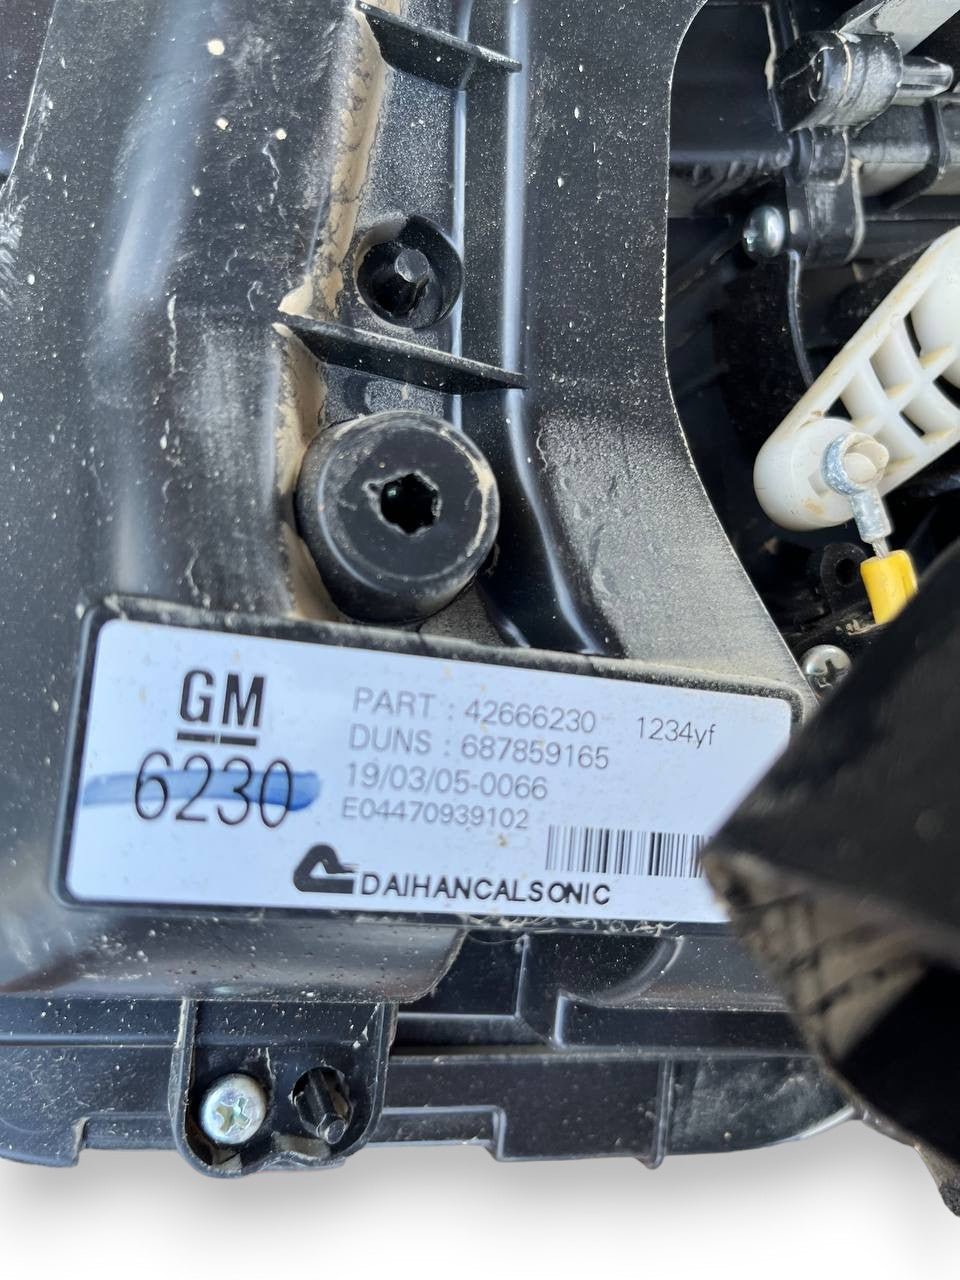 GM
6230
PART : 42666230 1234yf
DUNS : 687859165
19/03/05-0066
E04470939102
DAIHANCALSONIC